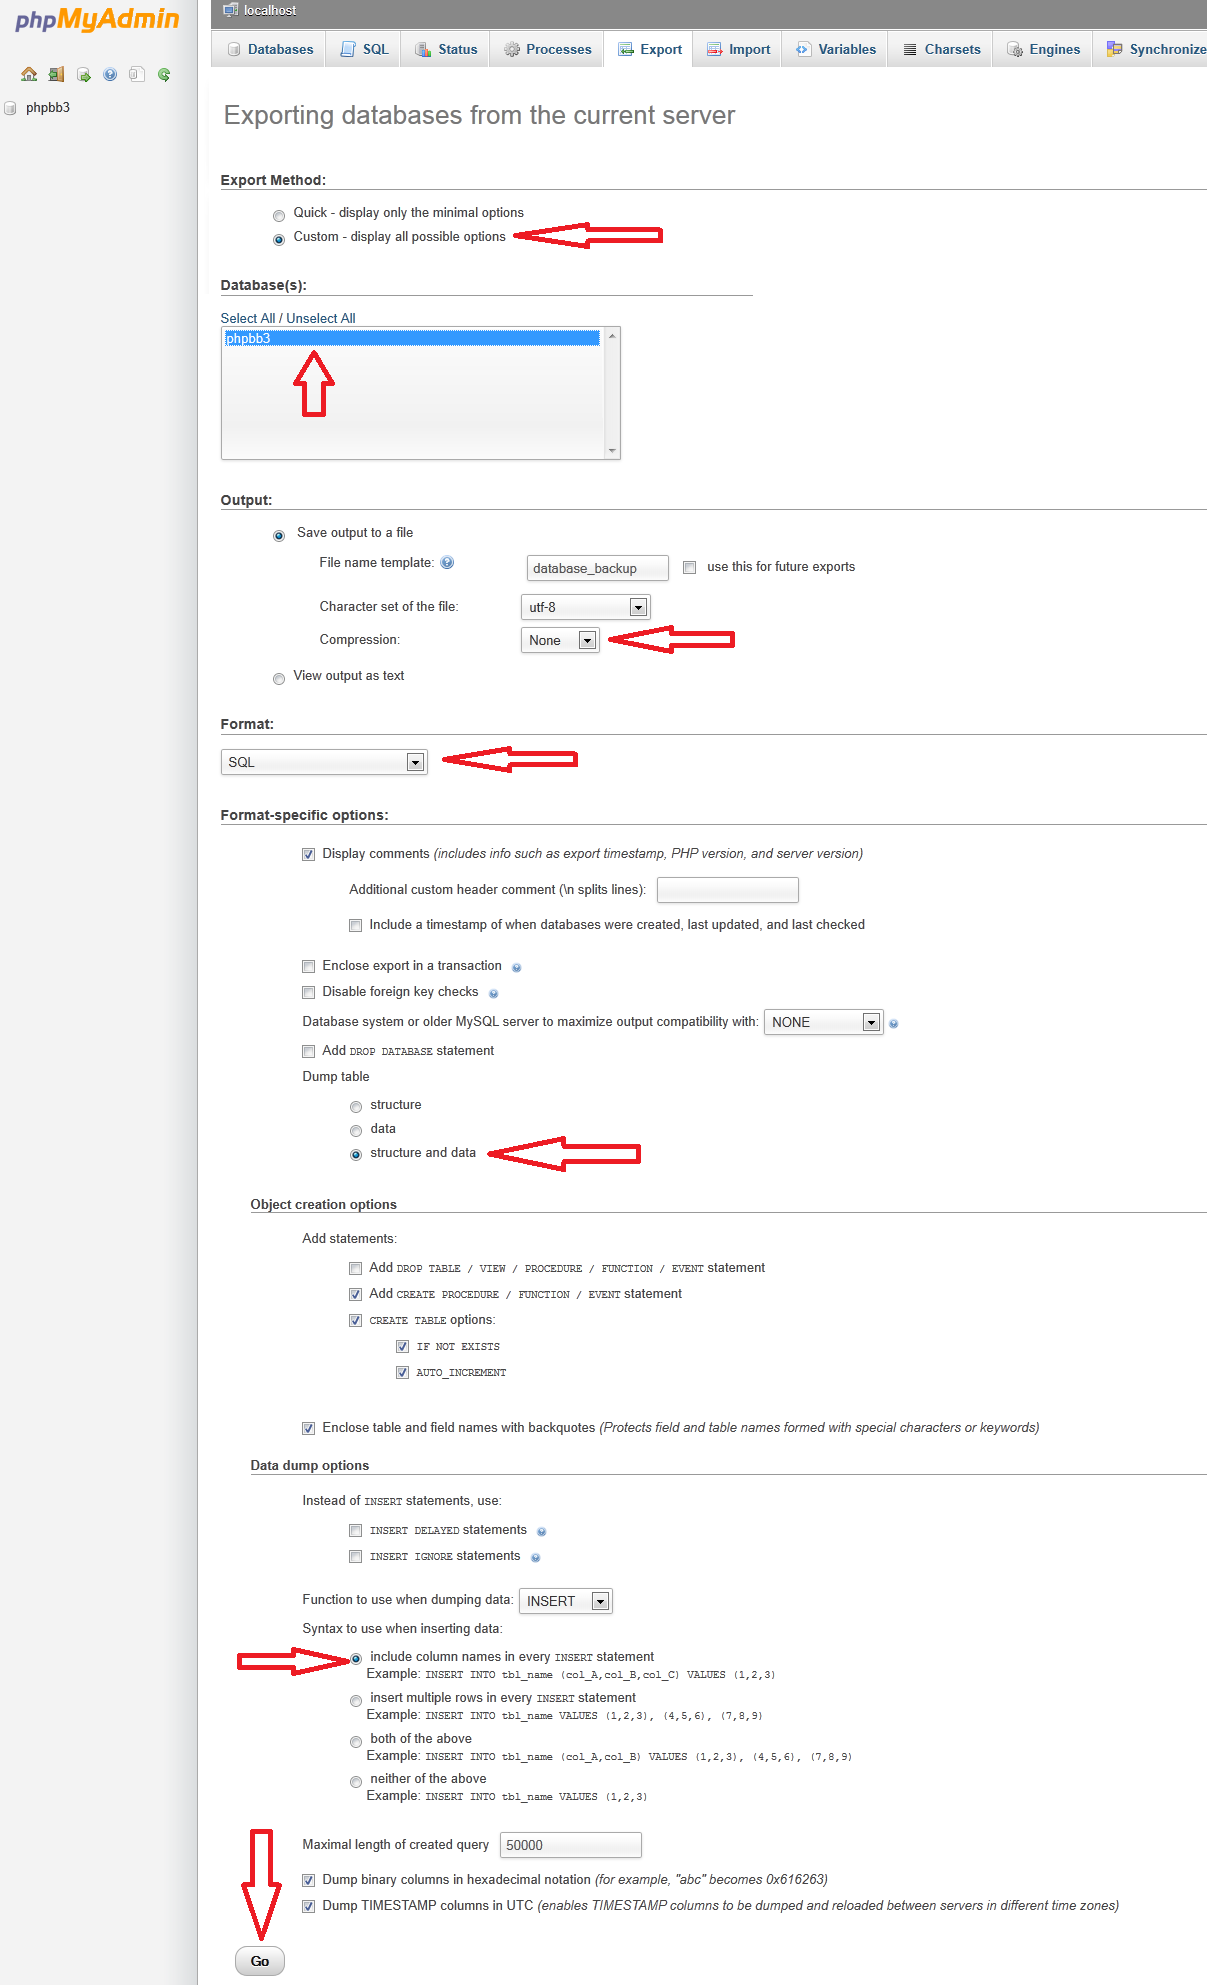 phpMyAdmin
localhost
Databases SQL Status Processes Export Import Variables Charsets Engines Synchronize
phpbb3
Exporting databases from the current server
Export Method:
Quick - display only the minimal options
Custom - display all possible options
Database(s):
Select All / Unselect All
phpbb3
Output:
Save output to a file
File name template: database_backup use this for future exports
Character set of the file: utf-8
Compression: None
View output as text
Format:
SQL
Format-specific options:
Display comments (includes info such as export timestamp, PHP version, and server version)
Additional custom header comment (\n splits lines):
Include a timestamp of when databases were created, last updated, and last checked
Enclose export in a transaction
Disable foreign key checks
Database system or older MySQL server to maximize output compatibility with: NONE
Add DROP DATABASE statement
Dump table
structure
data
structure and data
Object creation options
Add statements:
Add DROP TABLE / VIEW / PROCEDURE / FUNCTION / EVENT statement
Add CREATE PROCEDURE / FUNCTION / EVENT statement
CREATE TABLE options:
IF NOT EXISTS
AUTO_INCREMENT
Enclose table and field names with backquotes (Protects field and table names formed with special characters or keywords)
Data dump options
Instead of INSERT statements, use:
INSERT DELAYED statements
INSERT IGNORE statements
Function to use when dumping data: INSERT
Syntax to use when inserting data:
include column names in every INSERT statement
Example: INSERT INTO tbl_name (col_A,col_B,col_C) VALUES (1,2,3)
insert multiple rows in every INSERT statement
Example: INSERT INTO tbl_name VALUES (1,2,3), (4,5,6), (7,8,9)
both of the above
Example: INSERT INTO tbl_name (col_A,col_B) VALUES (1,2,3), (4,5,6), (7,8,9)
neither of the above
Example: INSERT INTO tbl_name VALUES (1,2,3)
Maximal length of created query 50000
Dump binary columns in hexadecimal notation (for example, "abc" becomes 0x616263)
Dump TIMESTAMP columns in UTC (enables TIMESTAMP columns to be dumped and reloaded between servers in different time zones)
Go